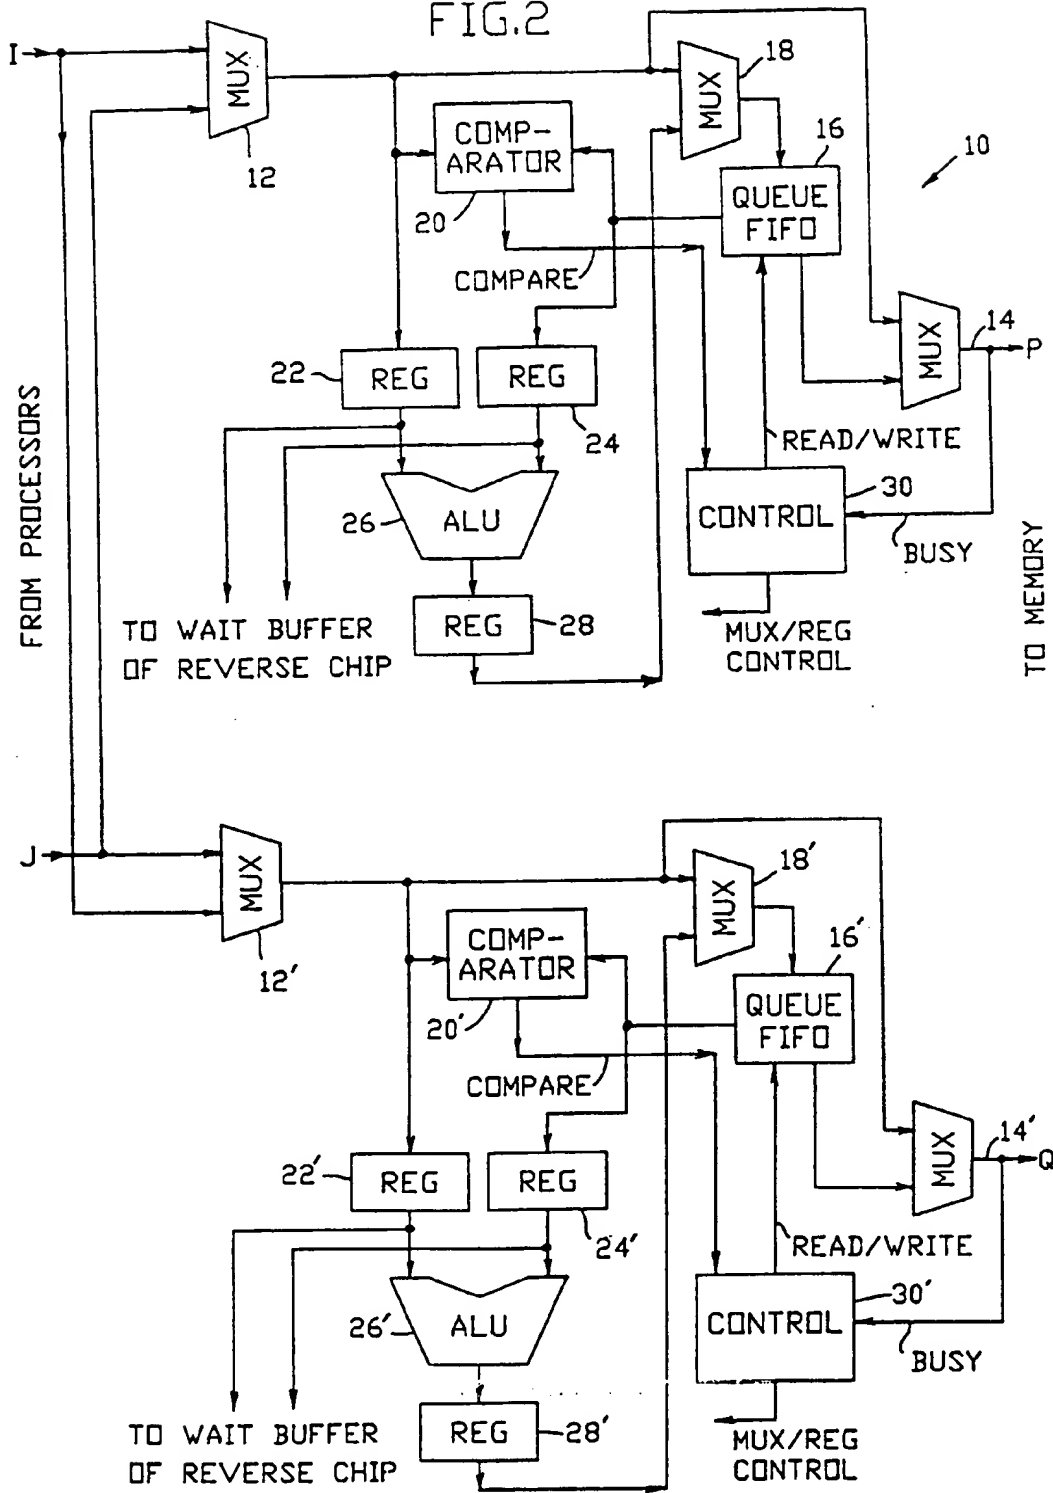 FIG.2
I
MUX
12
COMP-
ARATOR
20
MUX
18
QUEUE
FIFO
16
10
COMPARE
MUX
14
P
22
REG
REG
24
READ/WRITE
FROM PROCESSORS
26
ALU
CONTROL
30
BUSY
TO MEMORY
REG
28
TO WAIT BUFFER
OF REVERSE CHIP
MUX/REG
CONTROL
J
MUX
12'
COMP-
ARATOR
20'
MUX
18'
QUEUE
FIFO
16'
COMPARE
MUX
14'
Q
22'
REG
REG
24'
READ/WRITE
26'
ALU
CONTROL
30'
BUSY
REG
28'
TO WAIT BUFFER
OF REVERSE CHIP
MUX/REG
CONTROL